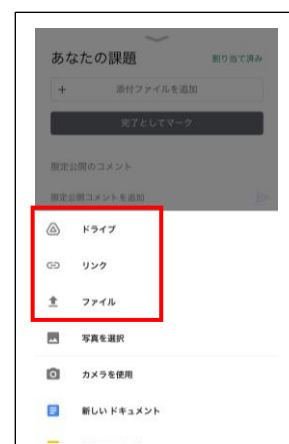 あなたの課題
割り当て済み
+ 添付ファイルを追加
完了としてマーク
限定公開のコメント
限定公開コメントを追加
ドライブ
リンク
ファイル
写真を選択
カメラを使用
新しいドキュメント